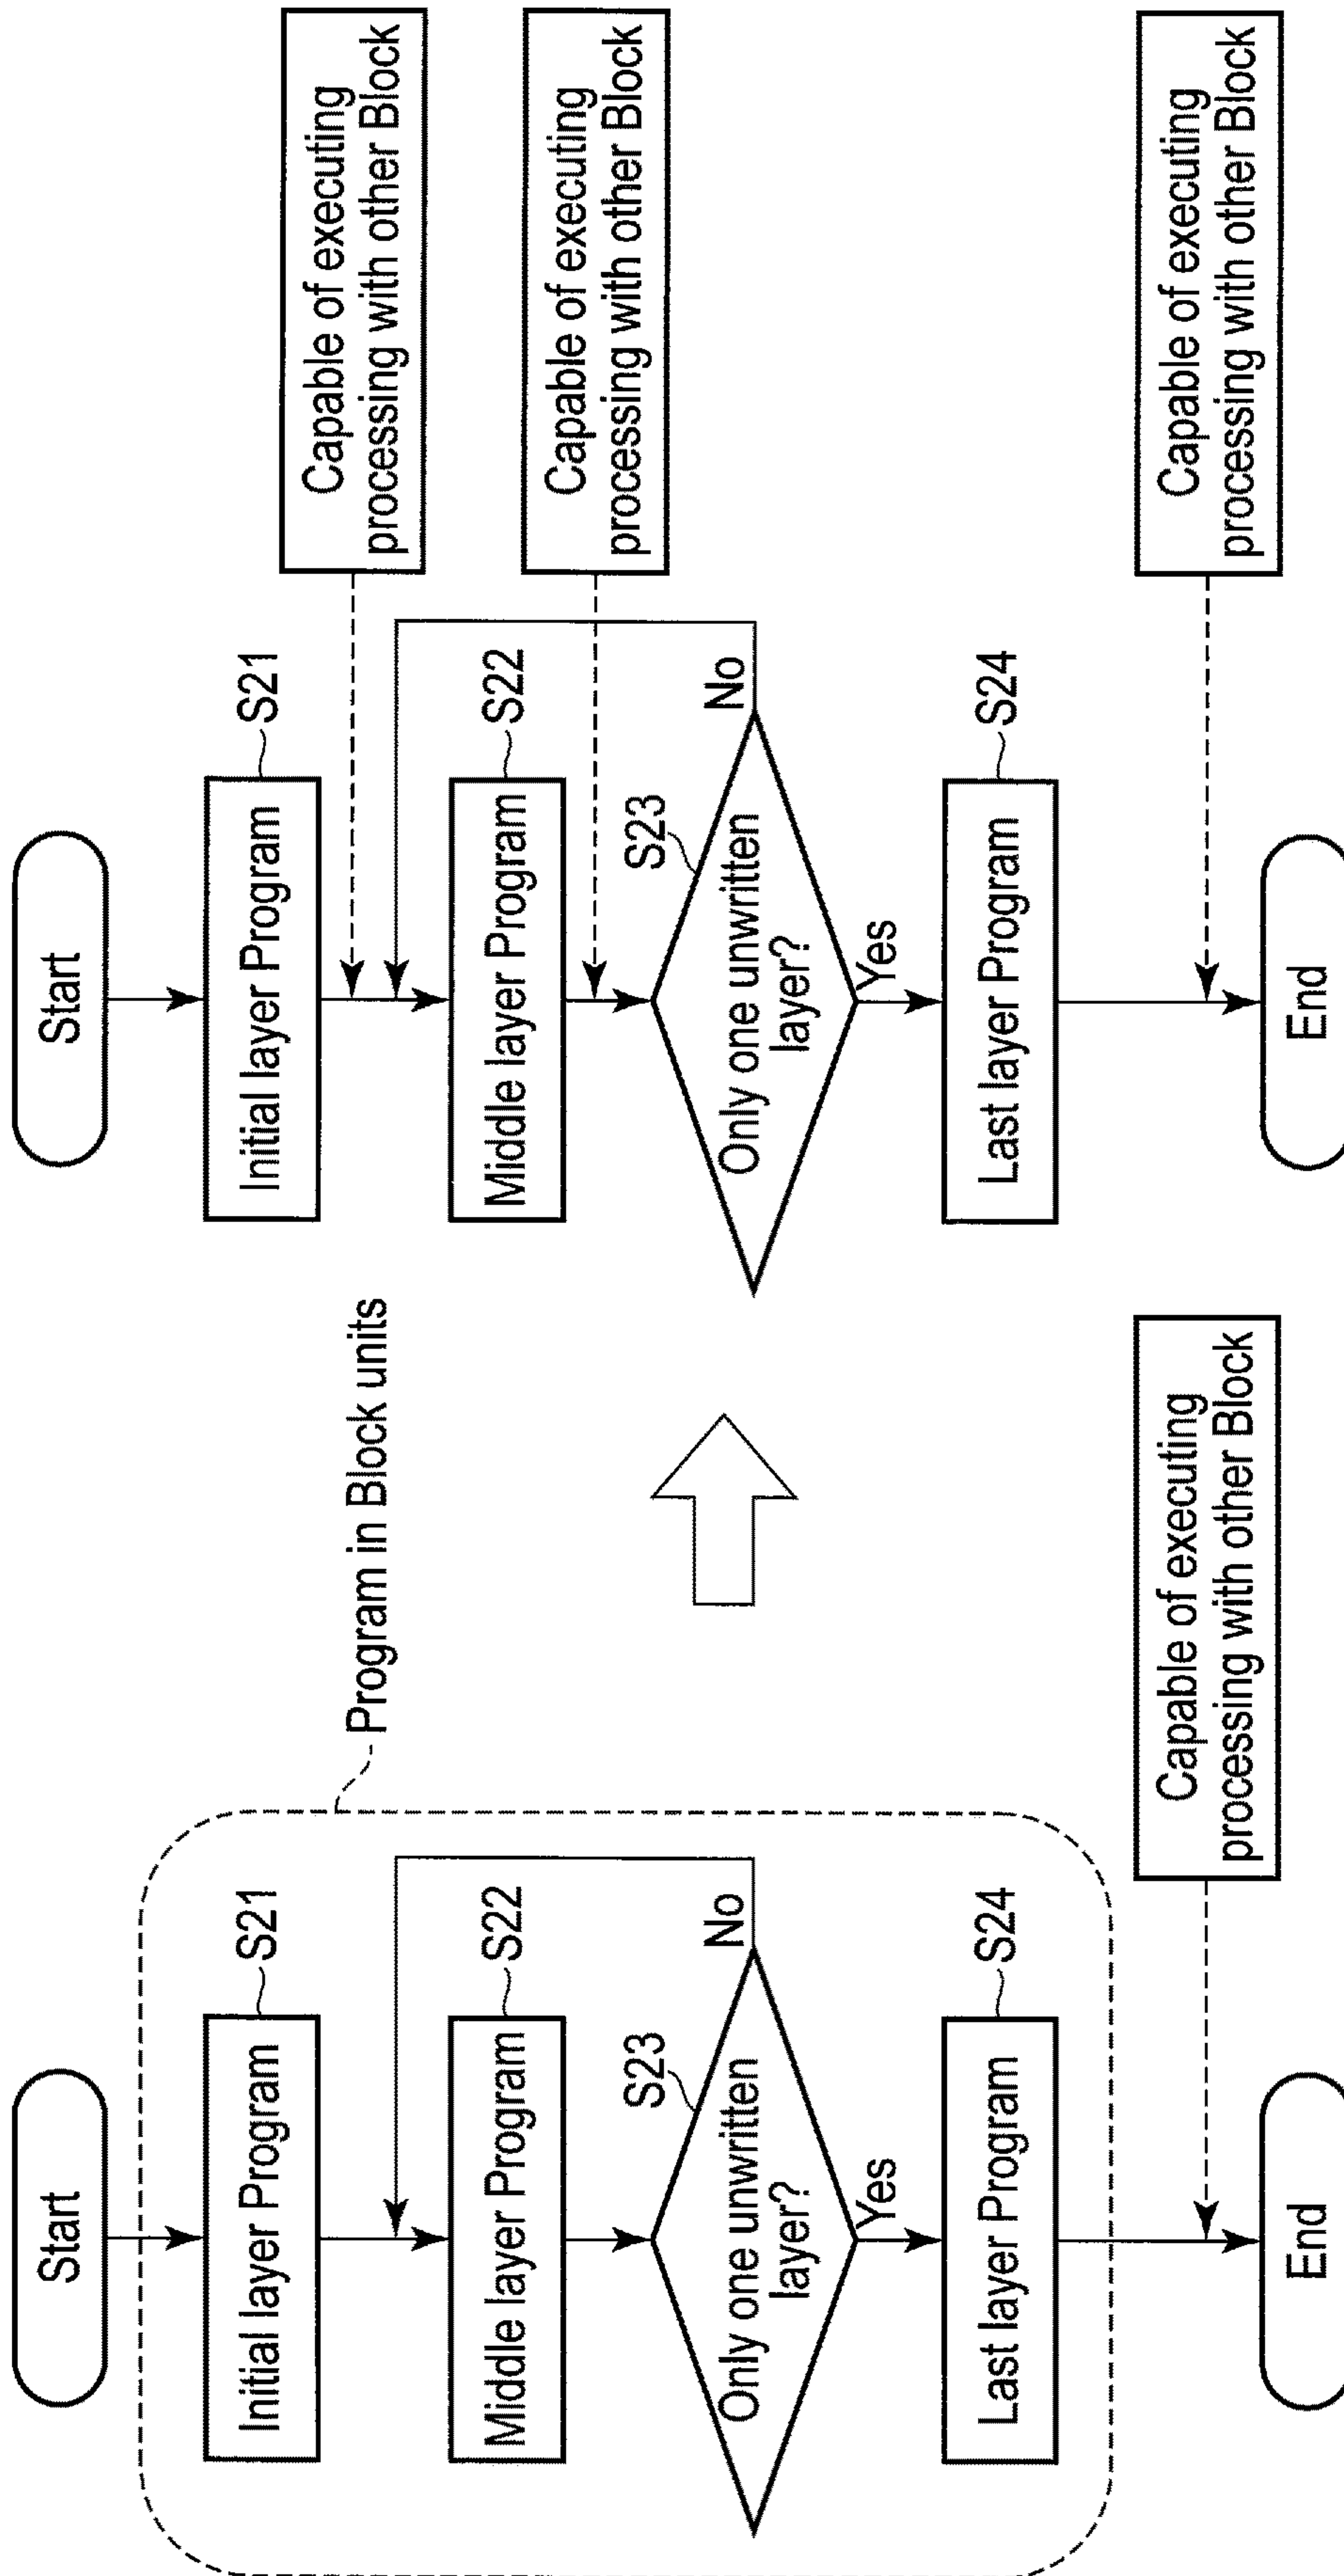 Start
Initial layer Program
S21
Middle layer Program
S22
S23
Only one unwritten
layer?
No
Yes
Last layer Program
S24
End
Program in Block units
Capable of executing
processing with other Block
Start
Initial layer Program
S21
Capable of executing
processing with other Block
Middle layer Program
S22
Capable of executing
processing with other Block
S23
Only one unwritten
layer?
No
Yes
Last layer Program
S24
Capable of executing
processing with other Block
End